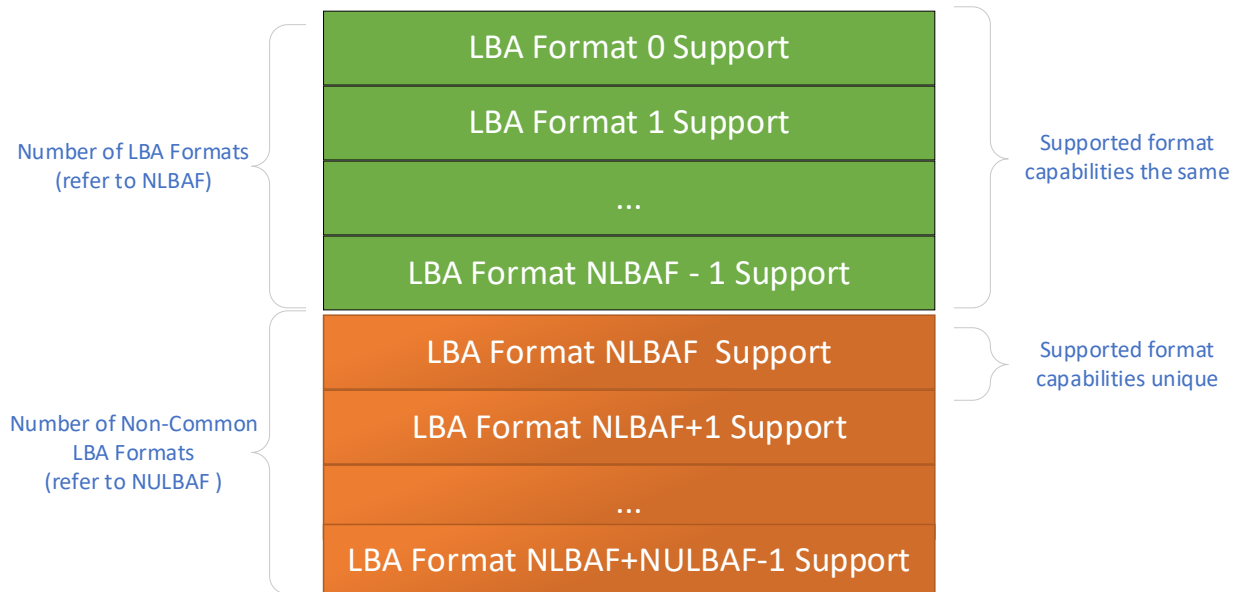 LBA Format 0 Support
LBA Format 1 Support
...
LBA Format NLBAF - 1 Support
Number of LBA Formats
(refer to NLBAF)
Supported format
capabilities the same
LBA Format NLBAF Support
LBA Format NLBAF+1 Support
...
LBA Format NLBAF+NULBAF-1 Support
Number of Non-Common
LBA Formats
(refer to NULBAF )
Supported format
capabilities unique